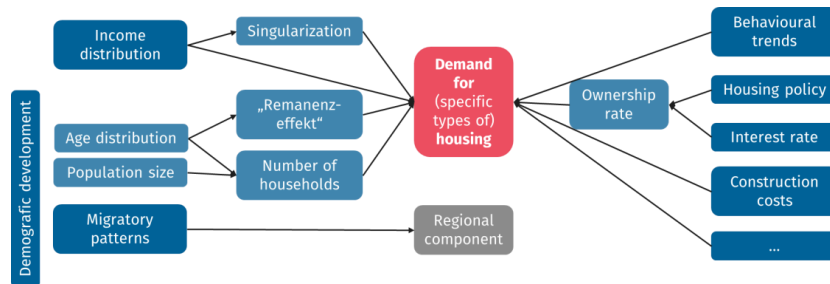 Demografic development
Income
distribution
Singularization
Age distribution
Population size
„Remanenz-
effekt“
Number of
households
Migratory
patterns
Demand
for
(specific
types of)
housing
Regional
component
Ownership
rate
Behavioural
trends
Housing policy
Interest rate
Construction
costs
...